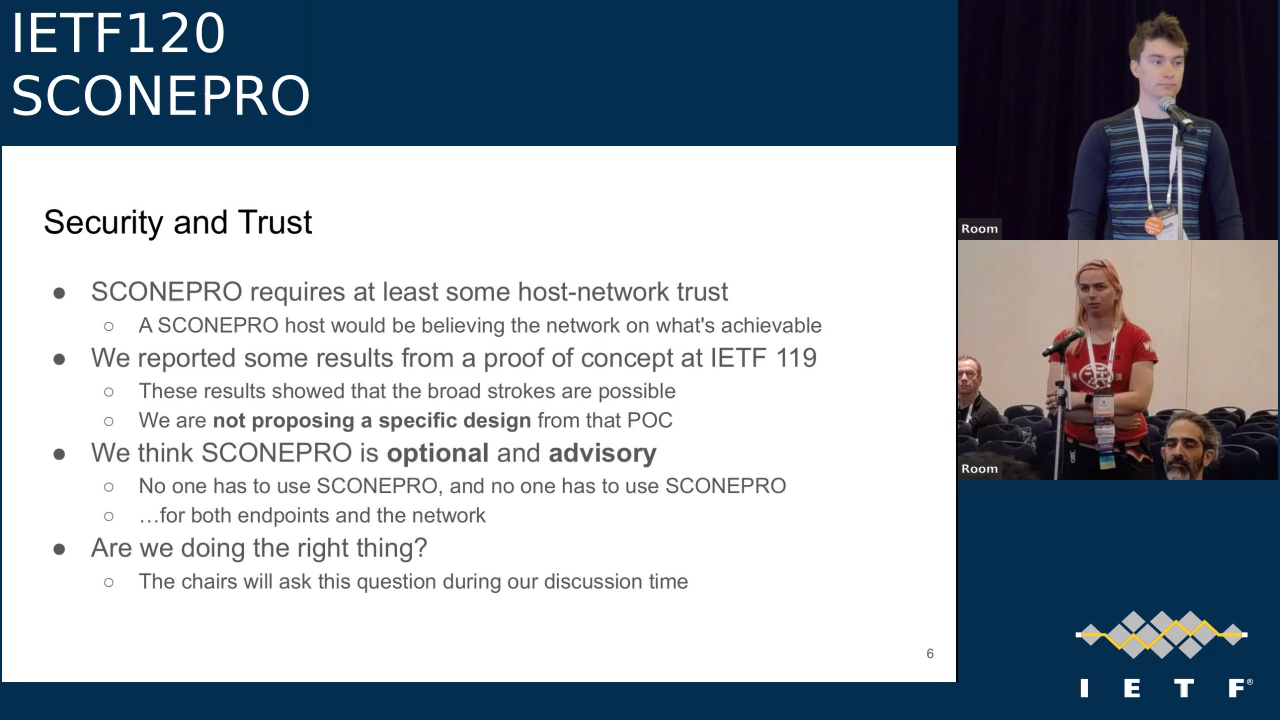 IETF120
SCONEPRO
Security and Trust
● SCONEPRO requires at least some host-network trust
○ A SCONEPRO host would be believing the network on what's achievable
● We reported some results from a proof of concept at IETF 119
○ These results showed that the broad strokes are possible
○ We are not proposing a specific design from that POC
● We think SCONEPRO is optional and advisory
○ No one has to use SCONEPRO, and no one has to use SCONEPRO
○ …for both endpoints and the network
● Are we doing the right thing?
○ The chairs will ask this question during our discussion time
6
Room
Room
I E T F®